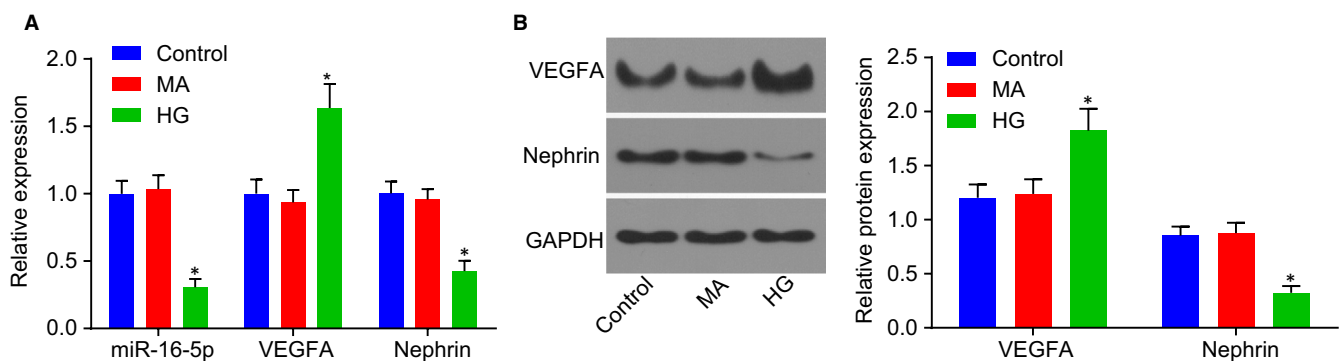 A
Relative expression
2.0
1.5
1.0
0.5
0.0
Control
MA
HG
*
*
*
miR-16-5p
VEGFA
Nephrin
B
VEGFA
Nephrin
GAPDH
Control
MA
HG
Relative protein expression
2.5
2.0
1.5
1.0
0.5
0.0
Control
MA
HG
*
*
VEGFA
Nephrin